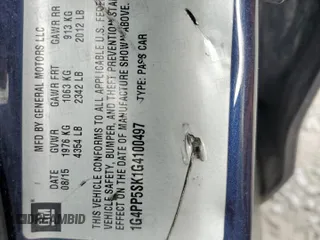 MFD BY GENERAL MOTORS LLC
DATE GVWR GAWR FRT GAWR RR
08/15 1976 KG 1063 KG 913 KG
4354 LB 2342 LB 2012 LB
THIS VEHICLE CONFORMS TO ALL APPLICABLE U.S. FEDERAL
VEHICLE SAFETY, BUMPER, AND THEFT PREVENTION STA
EFFECT ON THE DATE OF MANUFACTURE SHOWN ABOVE.
1G4PP5SK1G4100497 TYPE: PASS CAR
DREAMBID